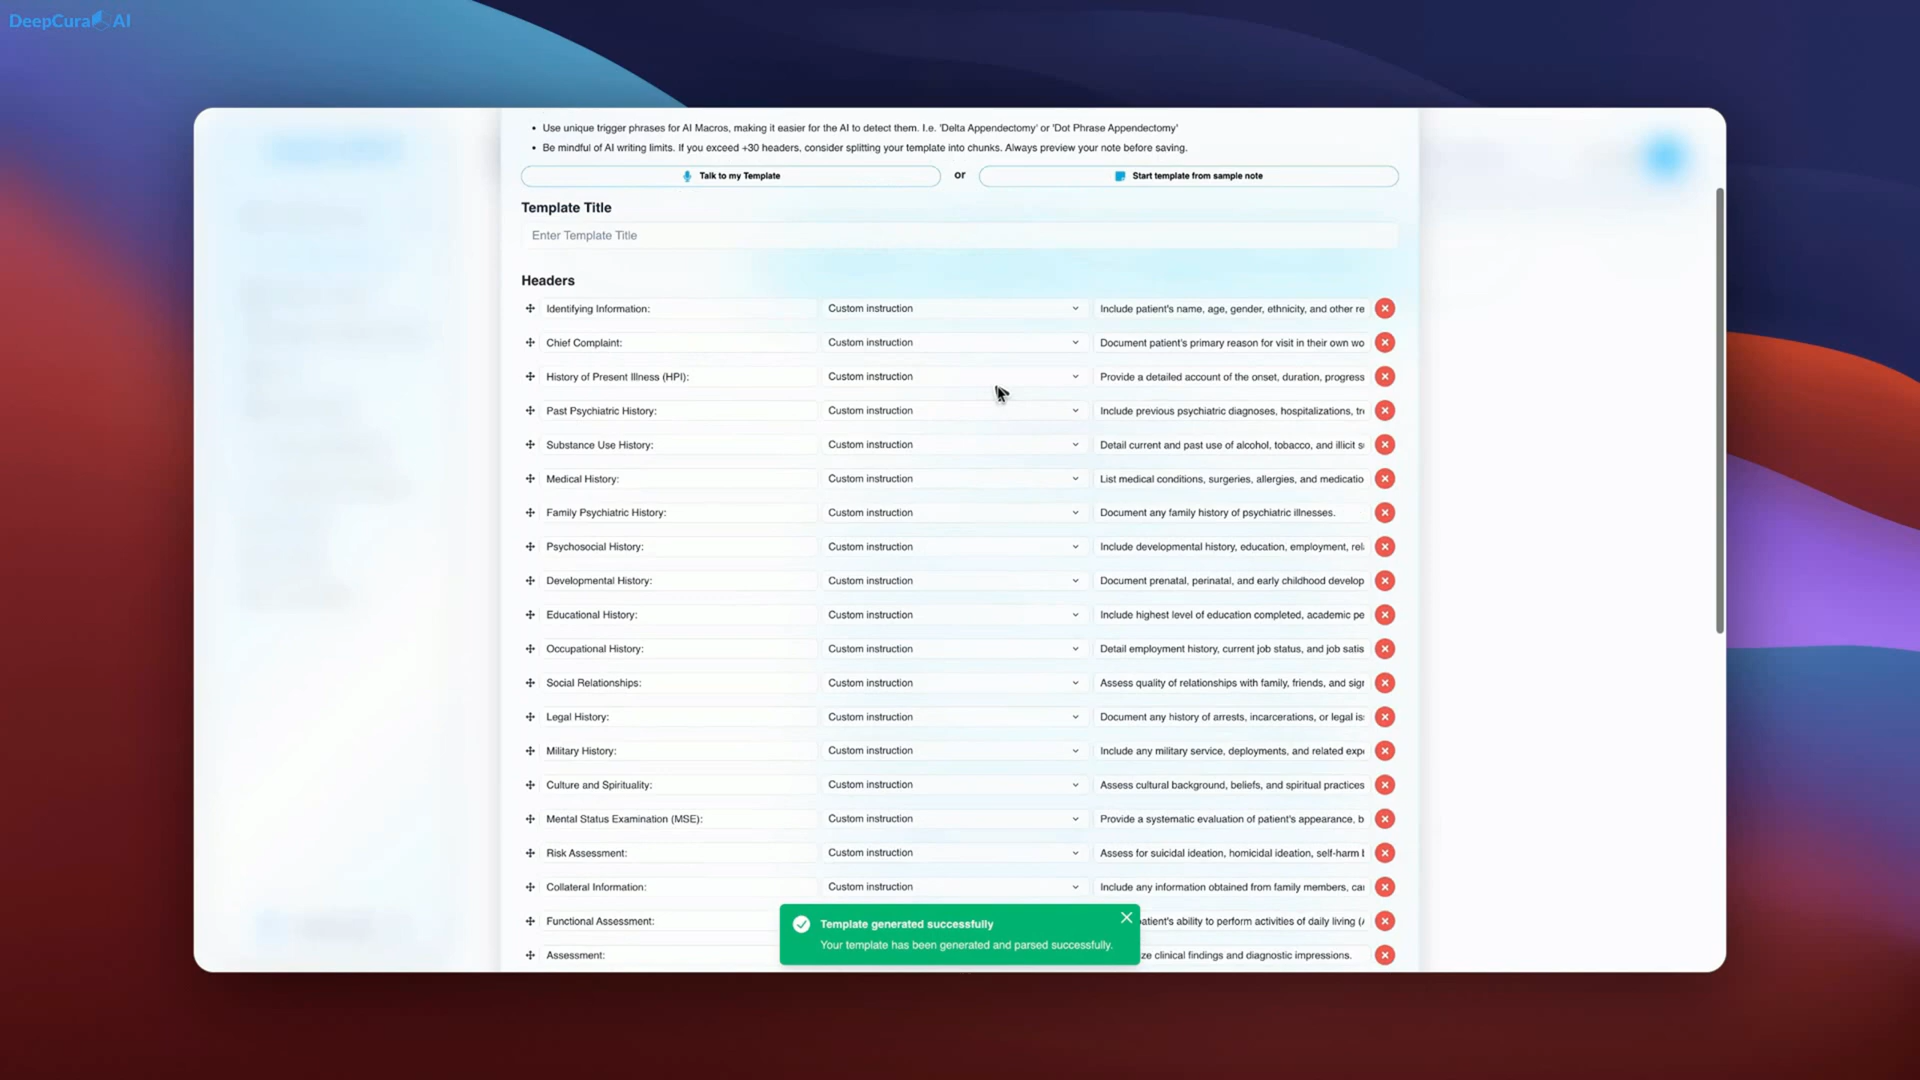 DeepCura AI
• Use unique trigger phrases for AI Macros, making it easier for the AI to detect them. I.e. 'Delta Appendectomy' or 'Dot Phrase Appendectomy'
• Be mindful of AI writing limits. If you exceed +30 headers, consider splitting your template into chunks. Always preview your note before saving.
Talk to my Template or Start template from sample note
Template Title
Enter Template Title
Headers
Identifying Information: Custom instruction Include patient's name, age, gender, ethnicity, and other re
Chief Complaint: Custom instruction Document patient's primary reason for visit in their own wo
History of Present Illness (HPI): Custom instruction Provide a detailed account of the onset, duration, progress
Past Psychiatric History: Custom instruction Include previous psychiatric diagnoses, hospitalizations, tre
Substance Use History: Custom instruction Detail current and past use of alcohol, tobacco, and illicit s
Medical History: Custom instruction List medical conditions, surgeries, allergies, and medicatio
Family Psychiatric History: Custom instruction Document any family history of psychiatric illnesses.
Psychosocial History: Custom instruction Include developmental history, education, employment, rel
Developmental History: Custom instruction Document prenatal, perinatal, and early childhood develop
Educational History: Custom instruction Include highest level of education completed, academic pe
Occupational History: Custom instruction Detail employment history, current job status, and job satis
Social Relationships: Custom instruction Assess quality of relationships with family, friends, and sig
Legal History: Custom instruction Document any history of arrests, incarcerations, or legal is
Military History: Custom instruction Include any military service, deployments, and related exp
Culture and Spirituality: Custom instruction Assess cultural background, beliefs, and spiritual practices
Mental Status Examination (MSE): Custom instruction Provide a systematic evaluation of patient's appearance, b
Risk Assessment: Custom instruction Assess for suicidal ideation, homicidal ideation, self-harm
Collateral Information: Custom instruction Include any information obtained from family members, ca
Functional Assessment: atient's ability to perform activities of daily living (
Template generated successfully
Your template has been generated and parsed successfully.
Assessment: ze clinical findings and diagnostic impressions.